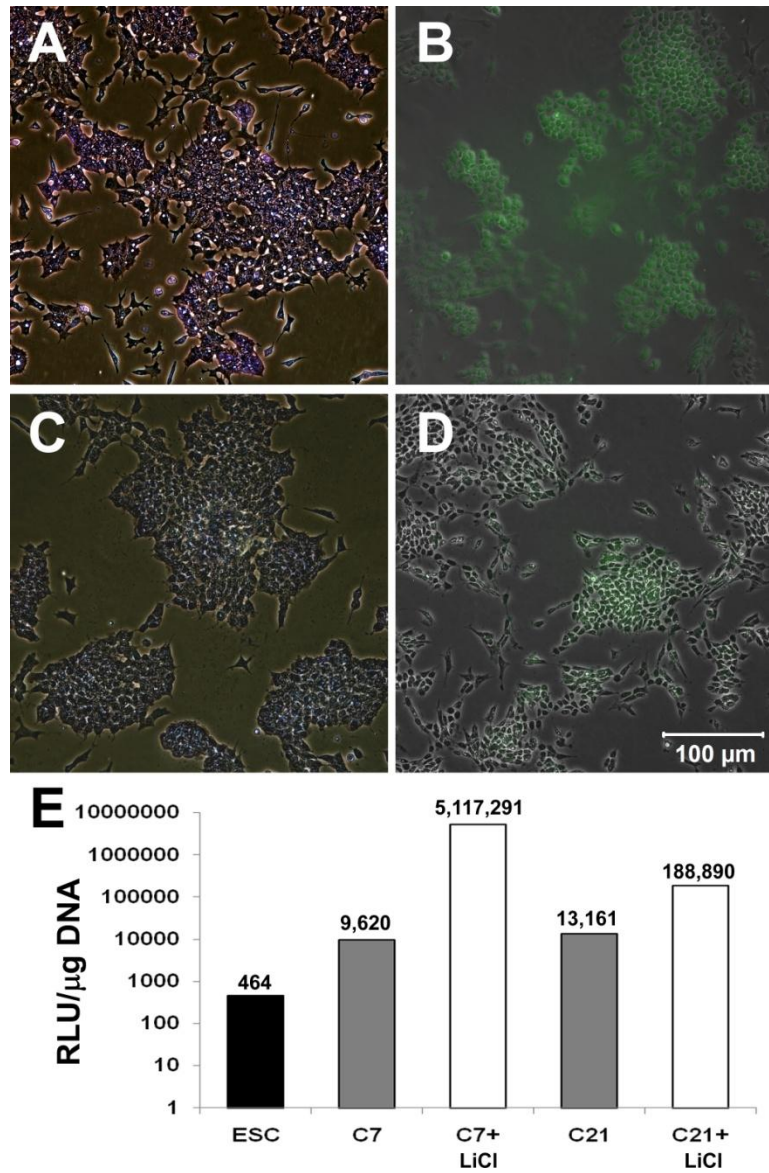 A
B
C
D
100 μm
E
RLU/μg DNA
10000000
1000000
100000
10000
1000
100
10
1
464
9,620
5,117,291
13,161
188,890
ESC
C7
C7+
LiCl
C21
C21+
LiCl